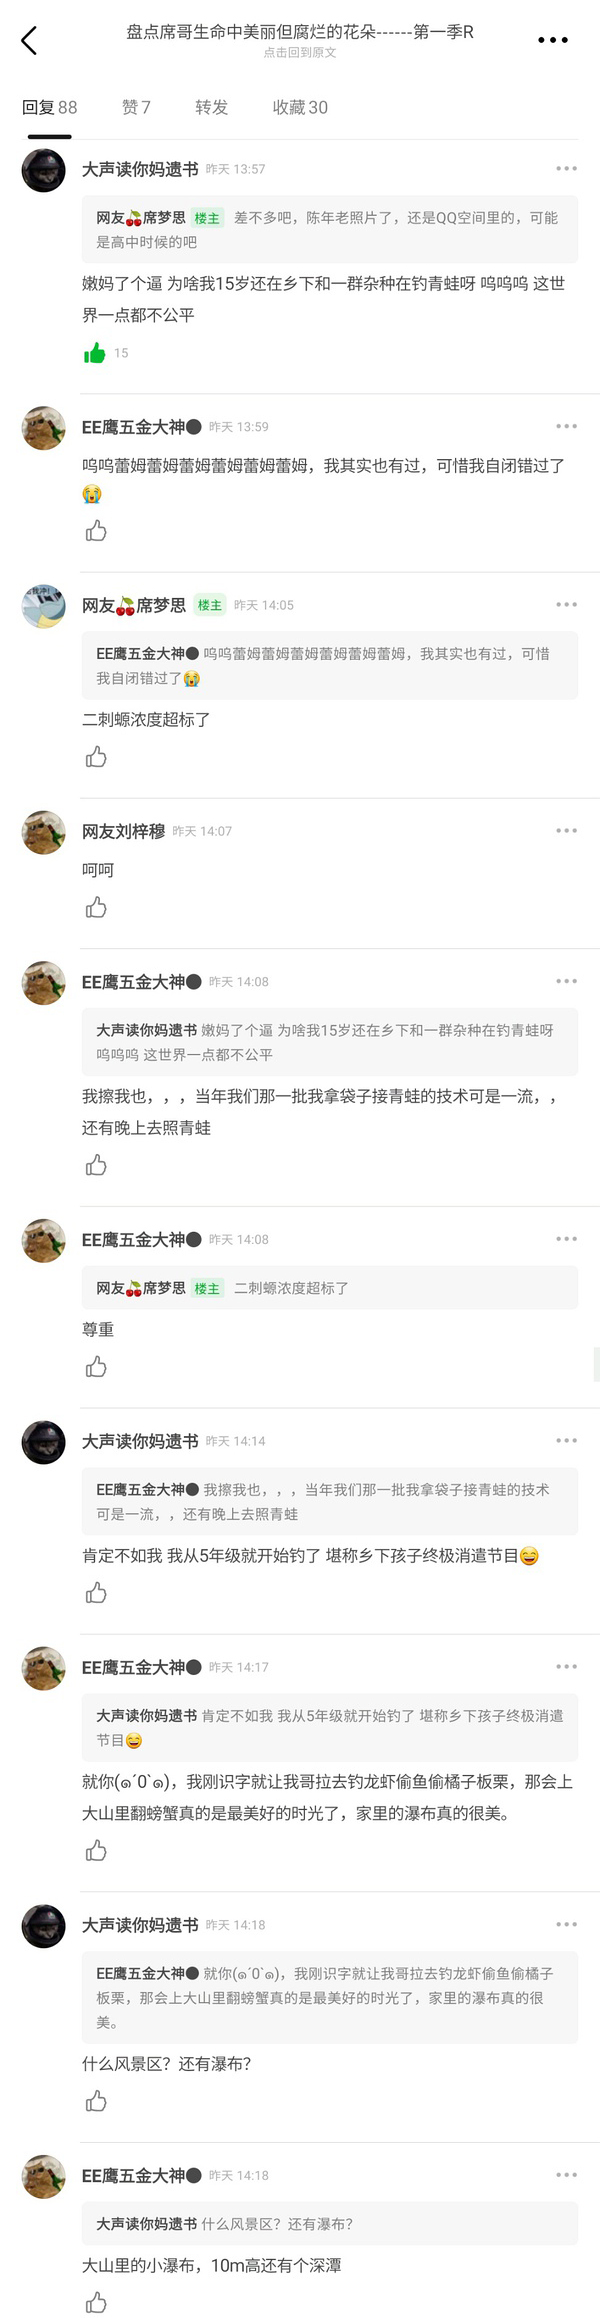 盘点席哥生命中美丽但腐烂的花朵------第一季R
点击回到原文
回复 88 赞 7 转发 收藏 30
大声读你妈遗书 昨天 13:57
网友🍒席梦思 楼主 差不多吧，陈年老照片了，还是QQ空间里的，可能
是高中时候的吧
嫩妈了个逼 为啥我15岁还在乡下和一群杂种在钓青蛙呀 呜呜呜 这世
界一点都不公平
15
EE鹰五金大神● 昨天 13:59
呜呜蕾姆蕾姆蕾姆蕾姆蕾姆蕾姆，我其实也有过，可惜我自闭错过了
😭
网友🍒席梦思 楼主 昨天 14:05
EE鹰五金大神● 呜呜蕾姆蕾姆蕾姆蕾姆蕾姆蕾姆，我其实也有过，可惜
我自闭错过了😭
二刺螈浓度超标了
网友刘梓穆 昨天 14:07
呵呵
EE鹰五金大神● 昨天 14:08
大声读你妈遗书 嫩妈了个逼 为啥我15岁还在乡下和一群杂种在钓青蛙呀
呜呜呜 这世界一点都不公平
我擦我也，，，当年我们那一批我拿袋子接青蛙的技术可是一流，，
还有晚上去照青蛙
EE鹰五金大神● 昨天 14:08
网友🍒席梦思 楼主 二刺螈浓度超标了
尊重
大声读你妈遗书 昨天 14:14
EE鹰五金大神● 我擦我也，，，当年我们那一批我拿袋子接青蛙的技术
可是一流，，还有晚上去照青蛙
肯定不如我 我从5年级就开始钓了 堪称乡下孩子终极消遣节目😄
EE鹰五金大神● 昨天 14:17
大声读你妈遗书 肯定不如我 我从5年级就开始钓了 堪称乡下孩子终极消遣
节目😄
就你(๑´0`๑)，我刚识字就让我哥拉去钓龙虾偷鱼偷橘子板栗，那会上
大山里翻螃蟹真的是最美好的时光了，家里的瀑布真的很美。
大声读你妈遗书 昨天 14:18
EE鹰五金大神● 就你(๑´0`๑)，我刚识字就让我哥拉去钓龙虾偷鱼偷橘子
板栗，那会上大山里翻螃蟹真的是最美好的时光了，家里的瀑布真的很
美。
什么风景区？还有瀑布？
EE鹰五金大神● 昨天 14:18
大声读你妈遗书 什么风景区？还有瀑布？
大山里的小瀑布，10m高还有个深潭